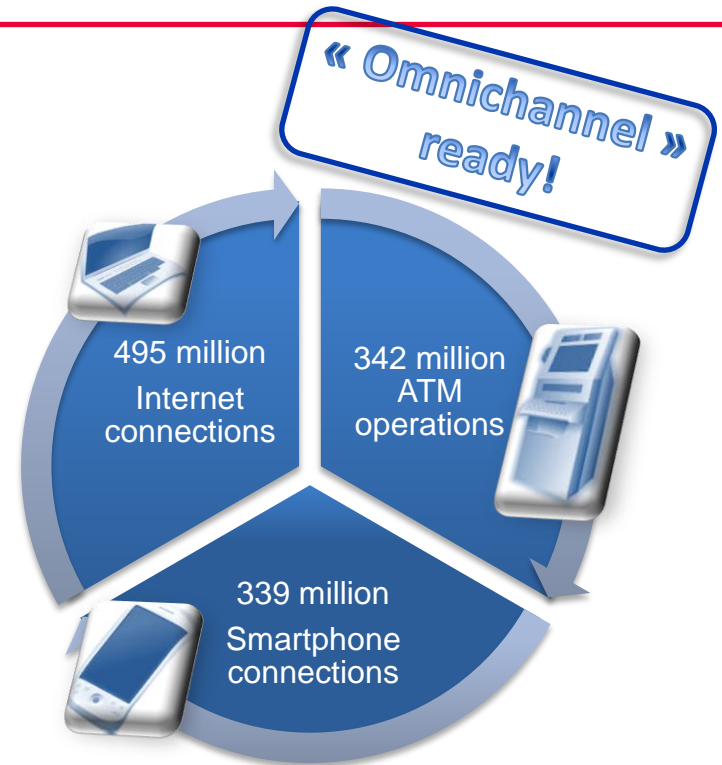 « Omnichannel »
ready!
495 million
Internet
connections
342 million
ATM
operations
339 million
Smartphone
connections